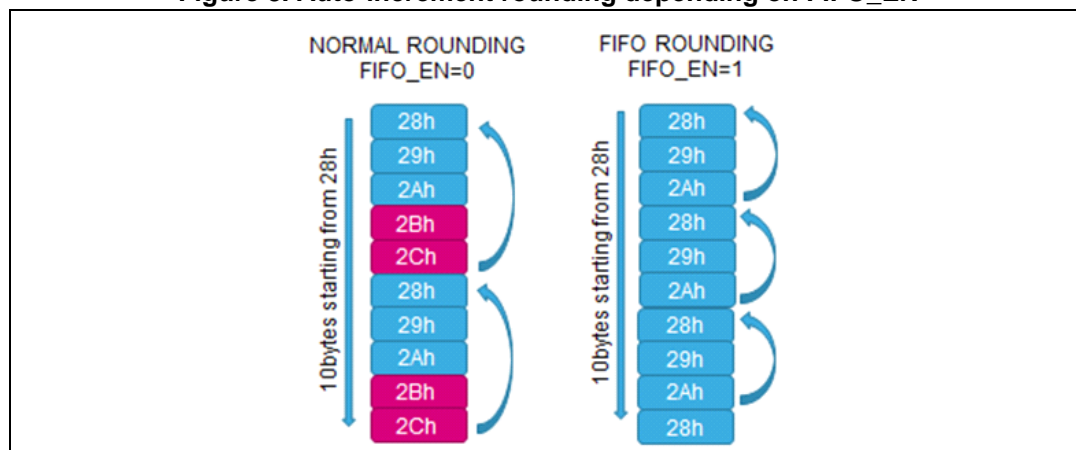 NORMAL ROUNDING
FIFO_EN=0
10bytes starting from 28h
28h
29h
2Ah
2Bh
2Ch
28h
29h
2Ah
2Bh
2Ch
FIFO ROUNDING
FIFO_EN=1
10bytes starting from 28h
28h
29h
2Ah
28h
29h
2Ah
28h
29h
2Ah
28h